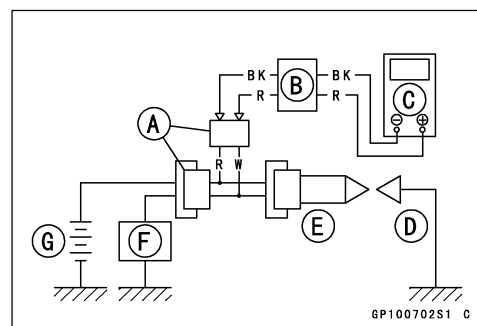 BK B BK
R R C
A ⊖ ⊕
R W
G F E D
GP100702S1 C